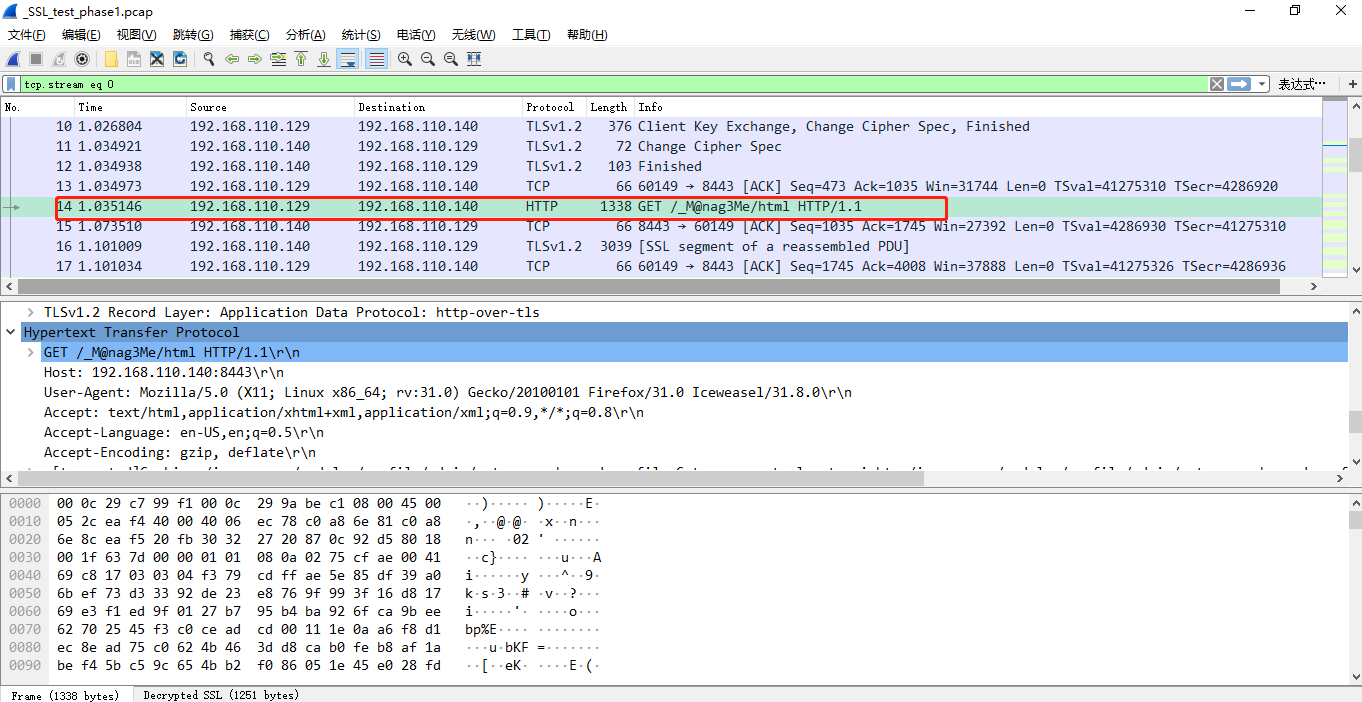 _SSL_test_phase1.pcap
文件(F) 编辑(E) 视图(V) 跳转(G) 捕获(C) 分析(A) 统计(S) 电话(Y) 无线(W) 工具(T) 帮助(H)
tcp.stream eq 0 表达式… +
No. Time Source Destination Protocol Length Info
10 1.026804 192.168.110.129 192.168.110.140 TLSv1.2 376 Client Key Exchange, Change Cipher Spec, Finished
11 1.034921 192.168.110.140 192.168.110.129 TLSv1.2 72 Change Cipher Spec
12 1.034938 192.168.110.140 192.168.110.129 TLSv1.2 103 Finished
13 1.034973 192.168.110.129 192.168.110.140 TCP 66 60149 → 8443 [ACK] Seq=473 Ack=1035 Win=31744 Len=0 TSval=41275310 TSecr=4286920
14 1.035146 192.168.110.129 192.168.110.140 HTTP 1338 GET /_M@nag3Me/html HTTP/1.1
15 1.073510 192.168.110.140 192.168.110.129 TCP 66 8443 → 60149 [ACK] Seq=1035 Ack=1745 Win=27392 Len=0 TSval=4286930 TSecr=41275310
16 1.101009 192.168.110.140 192.168.110.129 TLSv1.2 3039 [SSL segment of a reassembled PDU]
17 1.101034 192.168.110.129 192.168.110.140 TCP 66 60149 → 8443 [ACK] Seq=1745 Ack=4008 Win=37888 Len=0 TSval=41275326 TSecr=4286936
TLSv1.2 Record Layer: Application Data Protocol: http-over-tls
Hypertext Transfer Protocol
GET /_M@nag3Me/html HTTP/1.1\r\n
Host: 192.168.110.140:8443\r\n
User-Agent: Mozilla/5.0 (X11; Linux x86_64; rv:31.0) Gecko/20100101 Firefox/31.0 Iceweasel/31.8.0\r\n
Accept: text/html,application/xhtml+xml,application/xml;q=0.9,*/*;q=0.8\r\n
Accept-Language: en-US,en;q=0.5\r\n
Accept-Encoding: gzip, deflate\r\n
0000 00 0c 29 c7 99 f1 00 0c 29 9a be c1 08 00 45 00 ··)····· )·····E·
0010 05 2c ea f4 40 00 40 06 ec 78 c0 a8 6e 81 c0 a8 ·,··@·@· ·x··n···
0020 6e 8c ea f5 20 fb 30 32 27 20 87 0c 92 d5 80 18 n··· ·02 ' ······
0030 00 1f 63 7d 00 00 01 01 08 0a 02 75 cf ae 00 41 ··c}···· ···u···A
0040 69 c8 17 03 03 04 f3 79 cd ff ae 5e 85 df 39 a0 i······y ···^··9·
0050 6b ef 73 d3 33 92 de 23 e8 76 9f 99 3f 16 d8 17 k·s·3··# ·v··?···
0060 69 e3 f1 ed 9f 01 27 b7 95 b4 ba 92 6f ca 9b ee i·····'· ····o···
0070 62 70 25 45 f3 c0 ce ad cd 00 11 1e 0a a6 f8 d1 bp%E···· ········
0080 ec 8e ad 75 c0 62 4b 46 3d d8 ca b0 fe b8 af 1a ···u·bKF =·······
0090 be f4 5b c5 9c 65 4b b2 f0 86 05 1e 45 e0 28 fd ··[··eK· ····E·(·
Frame (1338 bytes) Decrypted SSL (1251 bytes)